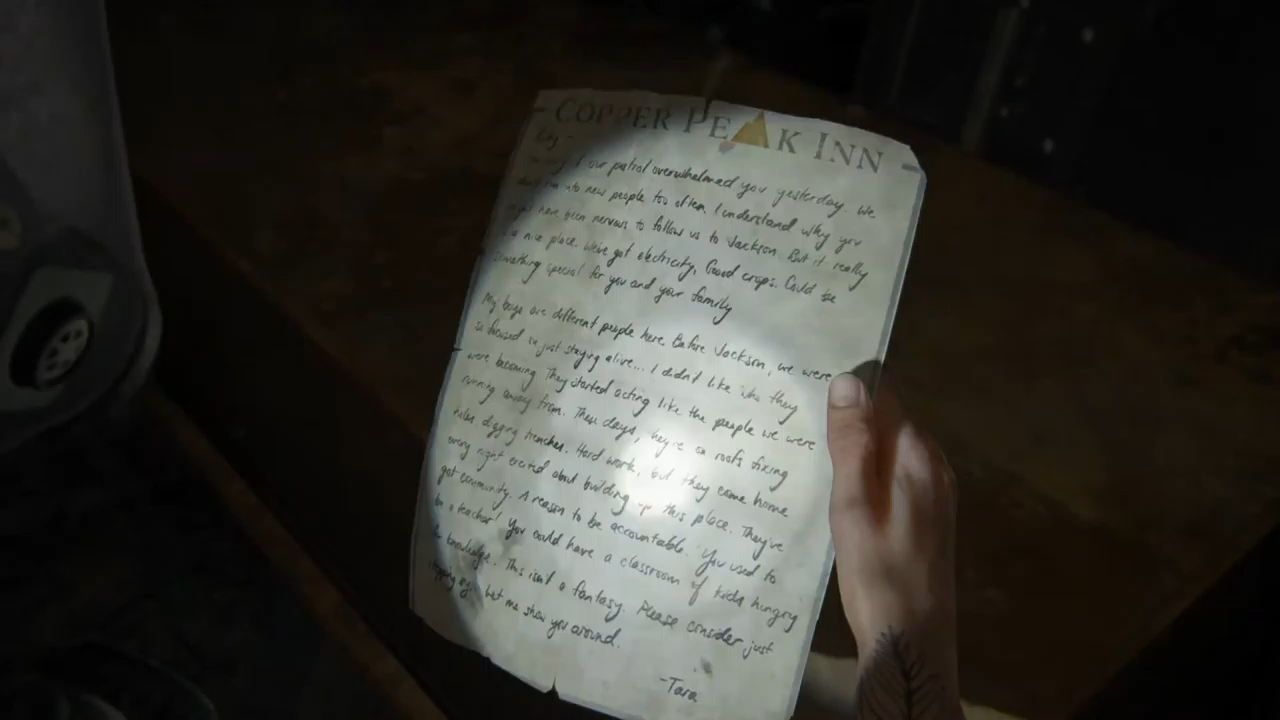 COPPER PEAK INN
our patrol overwhelmed you yesterday. We
into new people too often. I understand why you
have been nervous to follow us to Jackson. But it really
a nice place. We've got electricity. Good crops. Could be
something special for you and your family
My boys are different people here. Before Jackson, we were
so focused on just staying alive... I didn't like who they
were becoming. They started acting like the people we were
running away from. These days, they're on roofs fixing
holes, digging trenches. Hard work, but they come home
every night excited about building up this place. They've
got community. A reason to be accountable. You used to
be a teacher! You could have a classroom of kids hungry
for knowledge. This isn't a fantasy. Please consider just
let me show you around.
-Tara